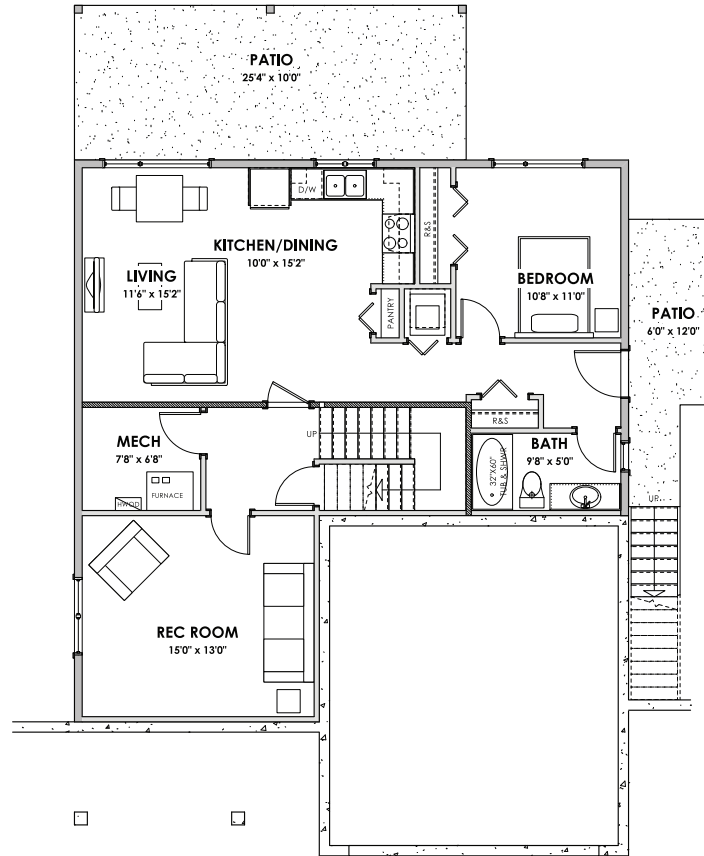 PATIO
25'4" x 10'0"
D/W
R&S
KITCHEN/DINING
10'0" x 15'2"
LIVING
11'6" x 15'2"
BEDROOM
10'8" x 11'0"
PANTRY
PATIO
6'0" x 12'0"
R&S
UP
MECH
7'8" x 6'8"
BATH
9'8" x 5'0"
32"X60"
TUB & SHWR
FURNACE
HWOD
UP
REC ROOM
15'0" x 13'0"